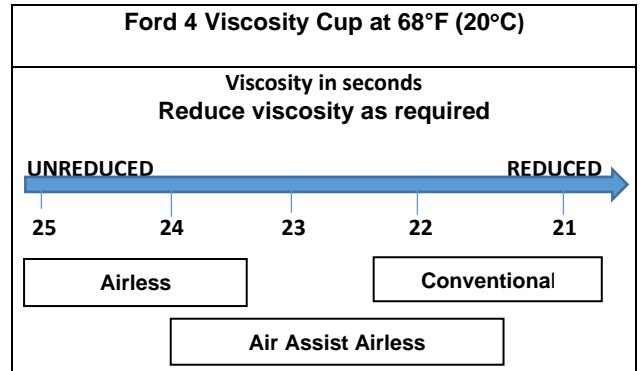 Ford 4 Viscosity Cup at 68°F (20°C)
Viscosity in seconds
Reduce viscosity as required
UNREDUCED REDUCED
25 24 23 22 21
Airless Conventional
Air Assist Airless